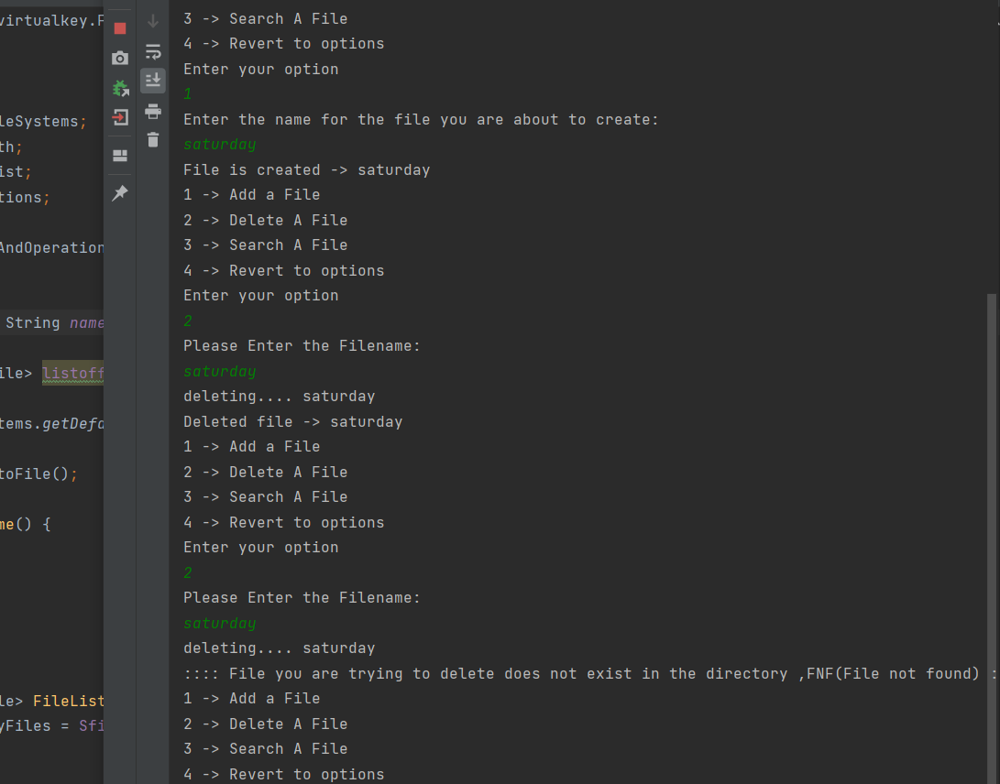 virtualkey.F
leSystems;
th;
ist;
tions;
AndOperation
String name
ile> listoff
tems.getDefa
toFile();
me() {
le> FileList
yFiles = Sfi
3 -> Search A File
4 -> Revert to options
Enter your option
1
Enter the name for the file you are about to create:
saturday
File is created -> saturday
1 -> Add a File
2 -> Delete A File
3 -> Search A File
4 -> Revert to options
Enter your option
2
Please Enter the Filename:
saturday
deleting.... saturday
Deleted file -> saturday
1 -> Add a File
2 -> Delete A File
3 -> Search A File
4 -> Revert to options
Enter your option
2
Please Enter the Filename:
saturday
deleting.... saturday
:::: File you are trying to delete does not exist in the directory ,FNF(File not found) :
1 -> Add a File
2 -> Delete A File
3 -> Search A File
4 -> Revert to options